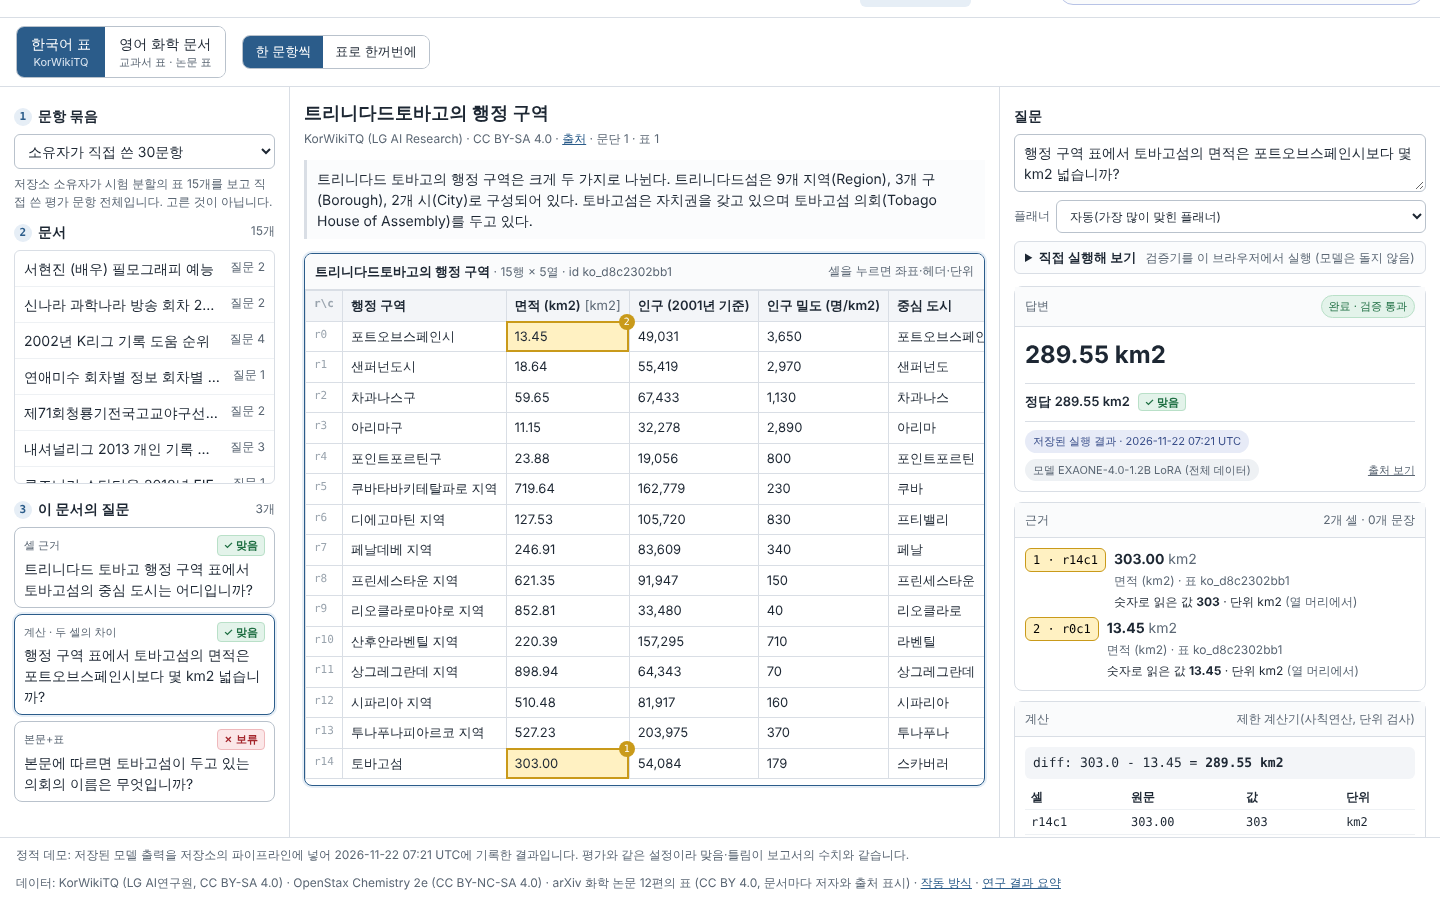 한국어 표
KorWikiTQ
영어 화학 문서
교과서 표 · 논문 표
한 문항씩
표로 한꺼번에
1 문항 묶음
소유자가 직접 쓴 30문항
저장소 소유자가 시험 분할의 표 15개를 보고 직
접 쓴 평가 문항 전체입니다. 고른 것이 아닙니다.
2 문서 15개
서현진 (배우) 필모그래피 예능 질문 2
신나라 과학나라 방송 회차 2... 질문 4
2002년 K리그 기록 도움 순위 질문 4
연애미수 회차별 정보 회차별 ... 질문 1
제71회청룡기전국고교야구선... 질문 2
내셔널리그 2013 개인 기록 ... 질문 3
3 이 문서의 질문 3개
셀 근거 ✓ 맞음
트리니다드 토바고 행정 구역 표에서
토바고섬의 중심 도시는 어디입니까?
계산 · 두 셀의 차이 ✓ 맞음
행정 구역 표에서 토바고섬의 면적은
포트오브스페인시보다 몇 km2 넓습니
까?
본문+표 × 보류
본문에 따르면 토바고섬이 두고 있는
의회의 이름은 무엇입니까?
트리니다드토바고의 행정 구역
KorWikiTQ (LG AI Research) · CC BY-SA 4.0 · 출처 · 문단 1 · 표 1
트리니다드 토바고의 행정 구역은 크게 두 가지로 나뉜다. 트리니다드섬은 9개 지역(Region), 3개 구
(Borough), 2개 시(City)로 구성되어 있다. 토바고섬은 자치권을 갖고 있으며 토바고섬 의회(Tobago
House of Assembly)를 두고 있다.
트리니다드토바고의 행정 구역 · 15행 × 5열 · id ko_d8c2302bb1 셀을 누르면 좌표·헤더·단위
r\c 행정 구역 면적 (km2) [km2] 인구 (2001년 기준) 인구 밀도 (명/km2) 중심 도시
r0 포트오브스페인시 13.45 2 49,031 3,650 포트오브스페인
r1 샌퍼넌도시 18.64 55,419 2,970 샌퍼넌도
r2 차과나스구 59.65 67,433 1,130 차과나스
r3 아리마구 11.15 32,278 2,890 아리마
r4 포인트포르틴구 23.88 19,056 800 포인트포르틴
r5 쿠바타바키테탈파로 지역 719.64 162,779 230 쿠바
r6 디에고마틴 지역 127.53 105,720 830 프티밸리
r7 페날데베 지역 246.91 83,609 340 페날
r8 프린세스타운 지역 621.35 91,947 150 프린세스타운
r9 리오클라로마야로 지역 852.81 33,480 40 리오클라로
r10 산후안라벤틸 지역 220.39 157,295 710 라벤틸
r11 상그레그란데 지역 898.94 64,343 70 상그레그란데
r12 시파리아 지역 510.48 81,917 160 시파리아
r13 투나푸나피아르코 지역 527.23 203,975 370 투나푸나
r14 토바고섬 303.00 1 54,084 179 스카버러
질문
행정 구역 표에서 토바고섬의 면적은 포트오브스페인시보다 몇
km2 넓습니까?
플래너 자동(가장 많이 맞힌 플래너)
▶ 직접 실행해 보기 검증기를 이 브라우저에서 실행 (모델은 돌지 않음)
답변 완료 · 검증 통과
289.55 km2
정답 289.55 km2 ✓ 맞음
저장된 실행 결과 · 2026-11-22 07:21 UTC
모델 EXAONE-4.0-1.2B LoRA (전체 데이터) 출처 보기
근거 2개 셀 · 0개 문장
1 · r14c1 303.00 km2
면적 (km2) · 표 ko_d8c2302bb1
숫자로 읽은 값 303 · 단위 km2 (열 머리에서)
2 · r0c1 13.45 km2
면적 (km2) · 표 ko_d8c2302bb1
숫자로 읽은 값 13.45 · 단위 km2 (열 머리에서)
계산 제한 계산기(사칙연산, 단위 검사)
diff: 303.0 - 13.45 = 289.55 km2
셀 원문 값 단위
r14c1 303.00 303 km2
정적 데모: 저장된 모델 출력을 저장소의 파이프라인에 넣어 2026-11-22 07:21 UTC에 기록한 결과입니다. 평가와 같은 설정이라 맞음·틀림이 보고서의 수치와 같습니다.
데이터: KorWikiTQ (LG AI연구원, CC BY-SA 4.0) · OpenStax Chemistry 2e (CC BY-NC-SA 4.0) · arXiv 화학 논문 12편의 표 (CC BY 4.0, 문서마다 저자와 출처 표시) · 작동 방식 · 연구 결과 요약